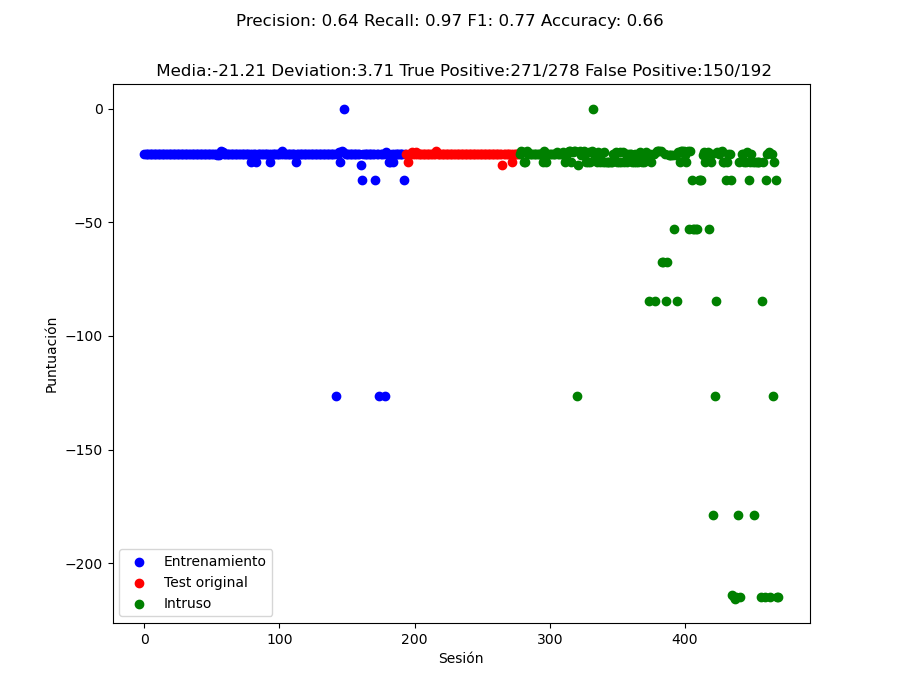 Precision: 0.64 Recall: 0.97 F1: 0.77 Accuracy: 0.66
Media:-21.21 Deviation:3.71 True Positive:271/278 False Positive:150/192
0
−50
−100
−150
−200
Puntuación
Entrenamiento
Test original
Intruso
0 100 200 300 400
Sesión